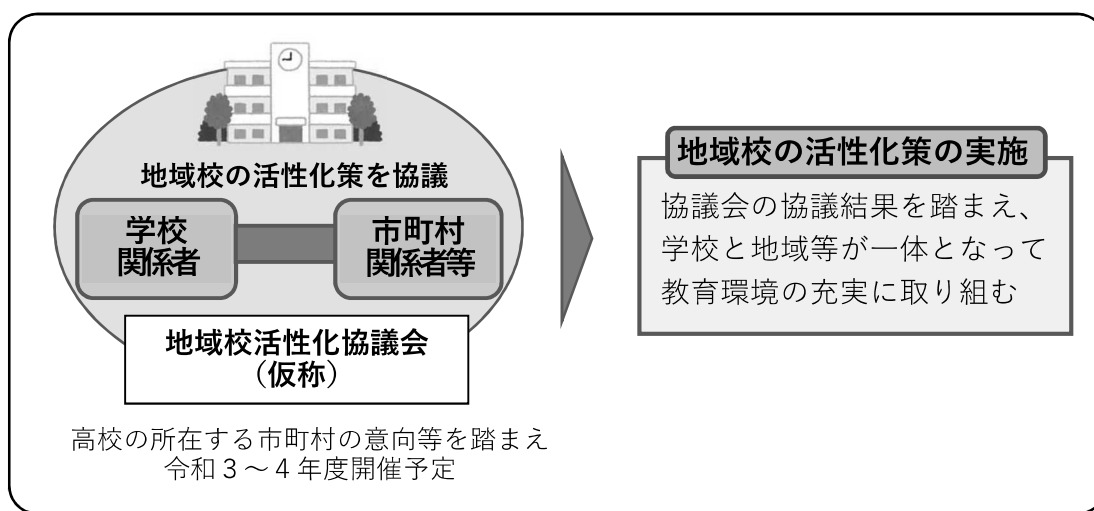 地域校の活性化策を協議
学校
関係者
市町村
関係者等
地域校活性化協議会
（仮称）
高校の所在する市町村の意向等を踏まえ
令和３～４年度開催予定
地域校の活性化策の実施
協議会の協議結果を踏まえ、
学校と地域等が一体となって
教育環境の充実に取り組む